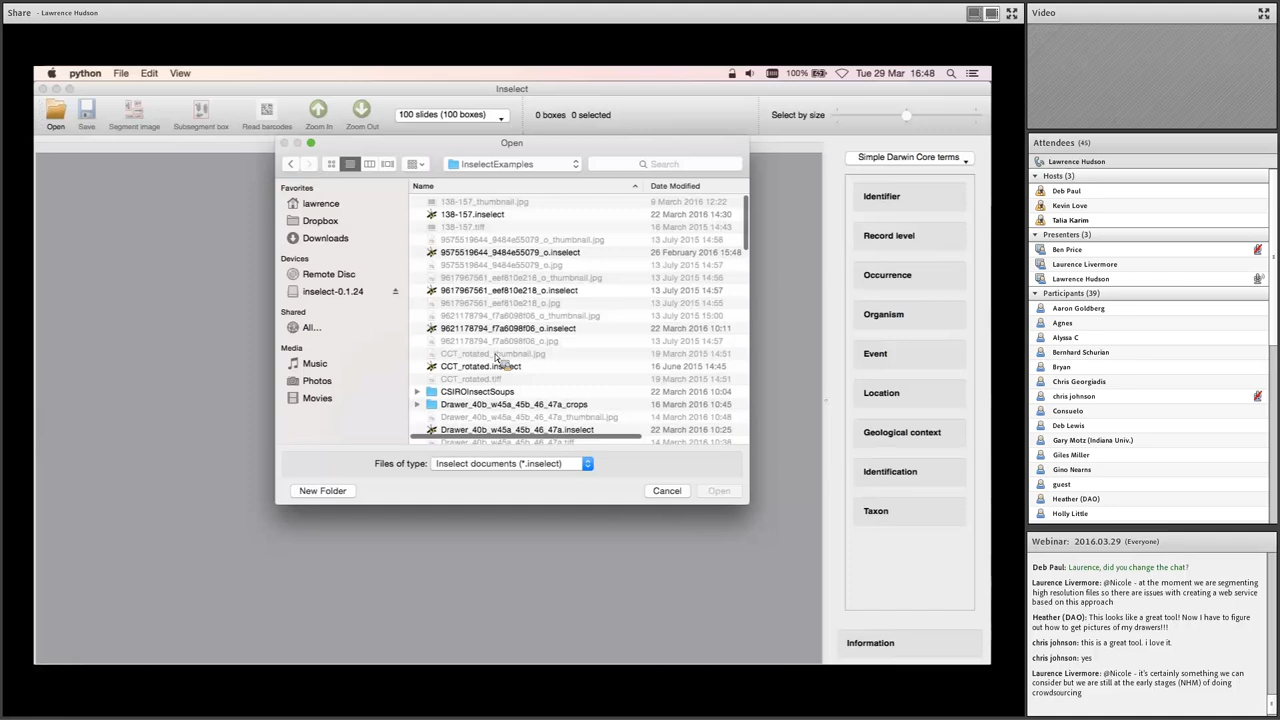 Share - Lawrence Hudson
Video
python File Edit View
100% Tue 29 Mar 16:48
Inselect
Open Save Segment image Subsegment box Read barcodes Zoom In Zoom Out
100 slides (100 boxes)
0 boxes 0 selected
Select by size
Open
InselectExamples
Search
Favorites
lawrence
Dropbox
Downloads
Devices
Remote Disc
inselect-0.1.24
Shared
All...
Media
Music
Photos
Movies
Name Date Modified
138-157_thumbnail.jpg 9 March 2016 12:22
138-157.inselect 22 March 2016 14:30
138-157.tiff 16 March 2016 14:43
9575519644_9484e55079_o_thumbnail.jpg 13 July 2015 14:58
9575519644_9484e55079_o.inselect 26 February 2016 15:48
9575519644_9484e55079_o.jpg 13 July 2015 14:57
9617967561_eef810e218_o_thumbnail.jpg 13 July 2015 14:56
9617967561_eef810e218_o.inselect 13 July 2015 14:57
9617967561_eef810e218_o.jpg 13 July 2015 14:57
9621178794_f7a6098f06_o_thumbnail.jpg 13 July 2015 15:00
9621178794_f7a6098f06_o.inselect 22 March 2016 10:11
9621178794_f7a6098f06_o.jpg 13 July 2015 14:57
CCT_rotated_thumbnail.jpg 19 March 2015 14:51
CCT_rotated.inselect 16 June 2015 14:45
CCT_rotated.tiff 19 March 2015 14:51
CSIROInsectSoups 22 March 2016 10:04
Drawer_40b_w45a_45b_46_47a_crops 22 March 2016 10:45
Drawer_40b_w45a_45b_46_47a_thumbnail.jpg 14 March 2016 10:48
Drawer_40b_w45a_45b_46_47a.inselect 22 March 2016 10:25
Drawer_40b_w45a_45b_46_47a.tiff 14 March 2016 10:36
Files of type: Inselect documents (*.inselect)
New Folder
Cancel
Open
Simple Darwin Core terms
Identifier
Record level
Occurrence
Organism
Event
Location
Geological context
Identification
Taxon
Information
Attendees (45)
Lawrence Hudson
Hosts (3)
Deb Paul
Kevin Love
Talia Karim
Presenters (3)
Ben Price
Laurence Livermore
Lawrence Hudson
Participants (39)
Aaron Goldberg
Agnes
Alyssa C
Bernhard Schurian
Bryan
Chris Georgiadis
chris johnson
Consuelo
Deb Lewis
Gary Motz (Indiana Univ.)
Giles Miller
Gino Nearns
guest
Heather (DAO)
Holly Little
Webinar: 2016.03.29 (Everyone)
Deb Paul: Laurence, did you change the chat?
Laurence Livermore: @Nicole - at the moment we are segmenting
high resolution files so there are issues with creating a web service
based on this approach
Heather (DAO): This looks like a great tool! Now I have to figure
out how to get pictures of my drawers!!!
chris johnson: this is a great tool. i love it.
chris johnson: yes
Laurence Livermore: @Nicole - it's certainly something we can
consider but we are still at the early stages (NHM) of doing
crowdsourcing